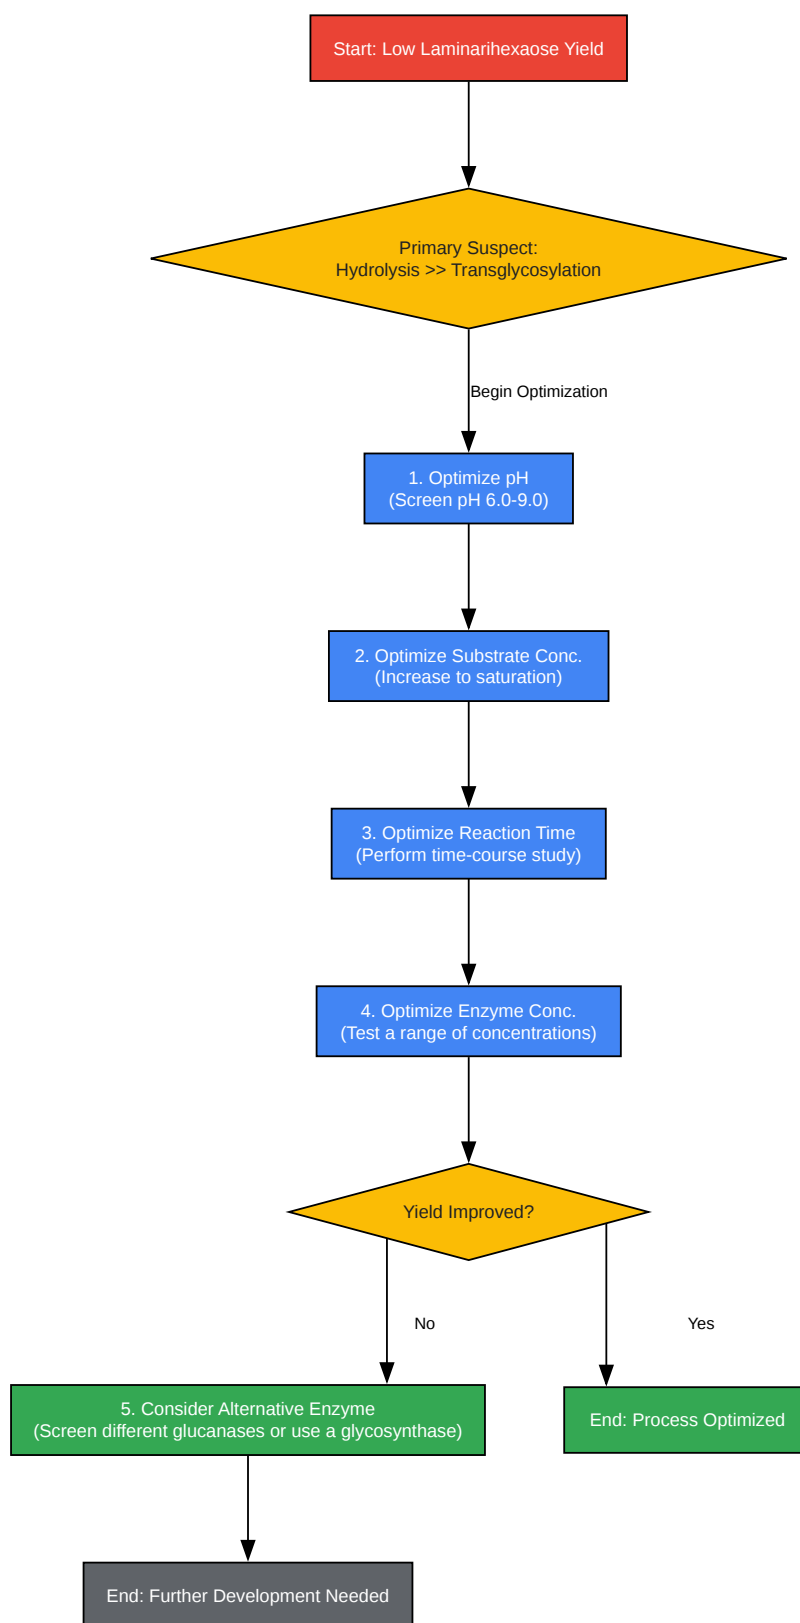 Start: Low Laminarihexaose Yield
Primary Suspect:
Hydrolysis >> Transglycosylation
Begin Optimization
1. Optimize pH
(Screen pH 6.0-9.0)
2. Optimize Substrate Conc.
(Increase to saturation)
3. Optimize Reaction Time
(Perform time-course study)
4. Optimize Enzyme Conc.
(Test a range of concentrations)
Yield Improved?
No
Yes
5. Consider Alternative Enzyme
(Screen different glucanases or use a glycosynthase)
End: Process Optimized
End: Further Development Needed